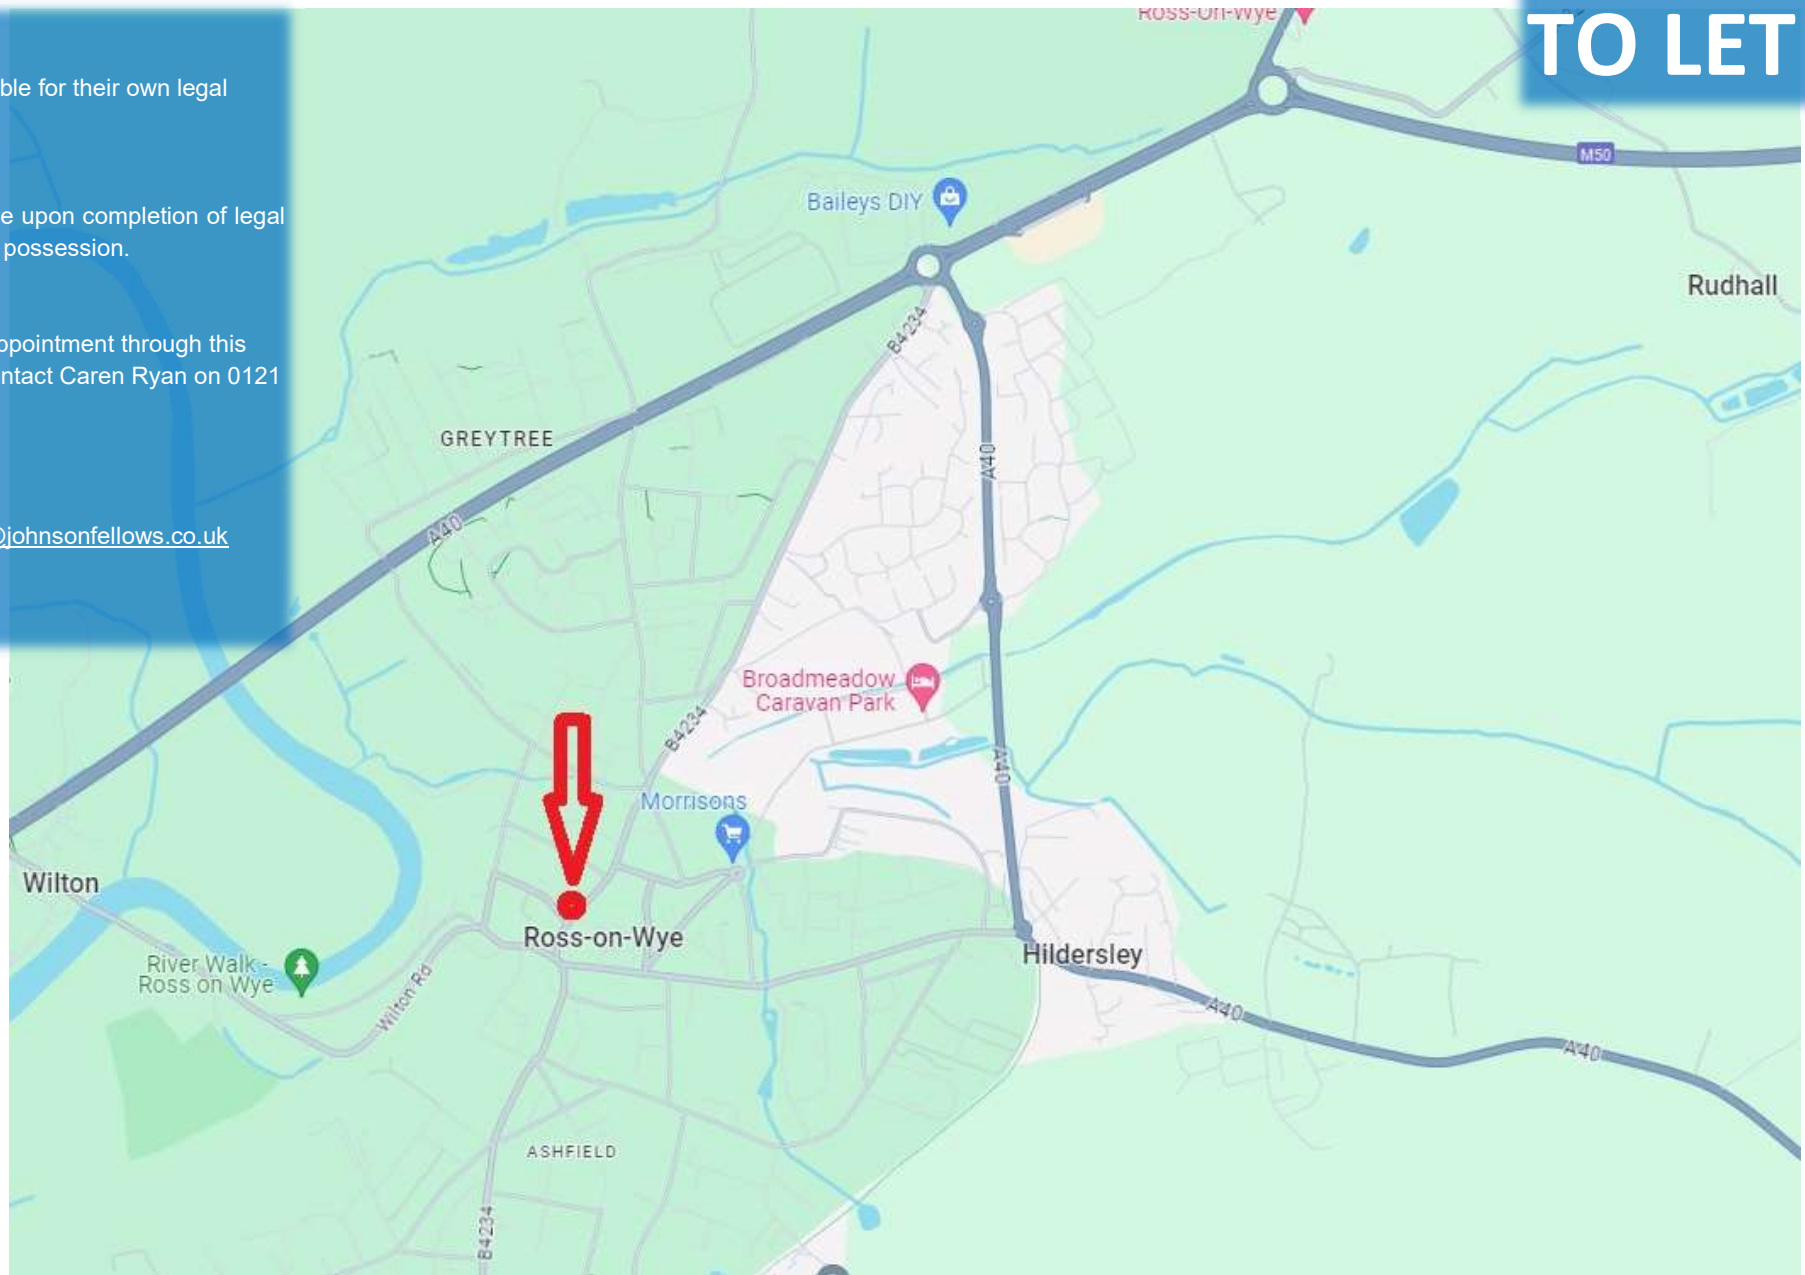 TO LET
ble for their own legal
e upon completion of legal
possession.
ppointment through this
ntact Caren Ryan on 0121
@johnsonfellows.co.uk
Ross-On-Wye
M50
Baileys DIY
Rudhall
B4234
A40
GREYTREE
A40
Broadmeadow
Caravan Park
B4234
A40
Morrisons
Wilton
Ross-on-Wye
Hildersley
River Walk -
Ross on Wye
Wilton Rd
A40
A40
ASHFIELD
B4234